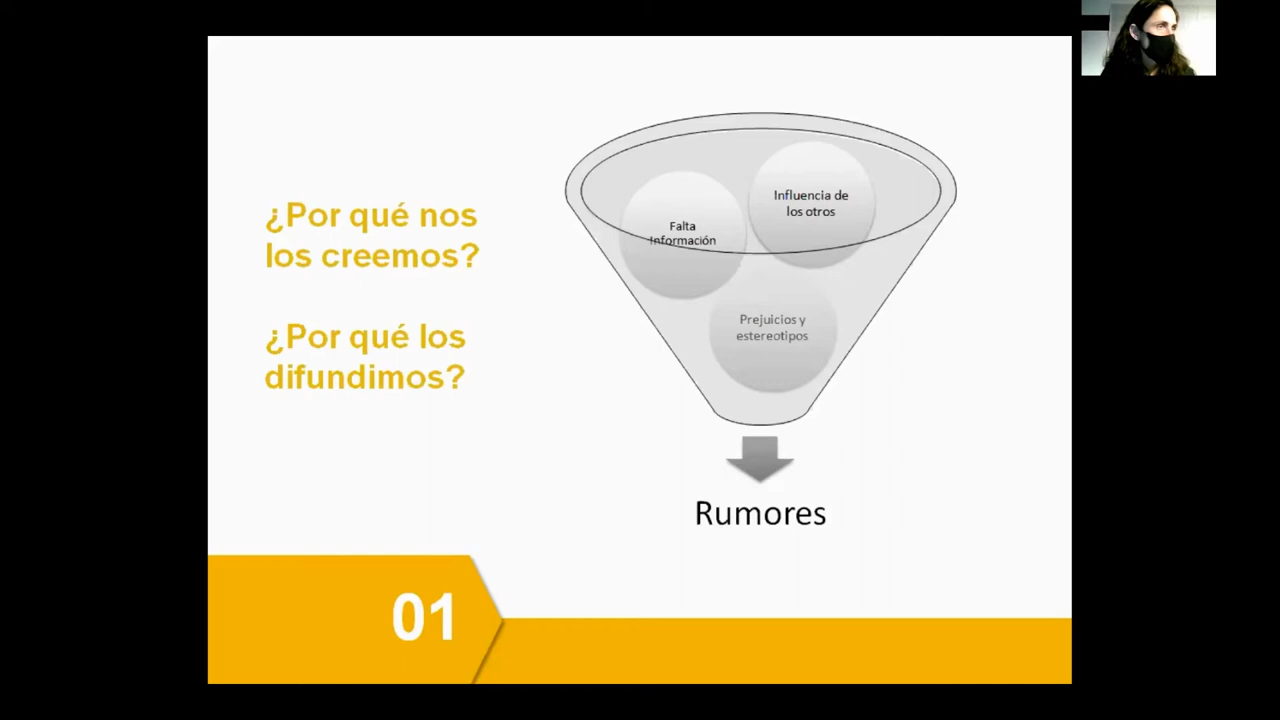 ¿Por qué nos
los creemos?
¿Por qué los
difundimos?
Influencia de
los otros
Falta
Información
Prejuicios y
estereotipos
Rumores
01